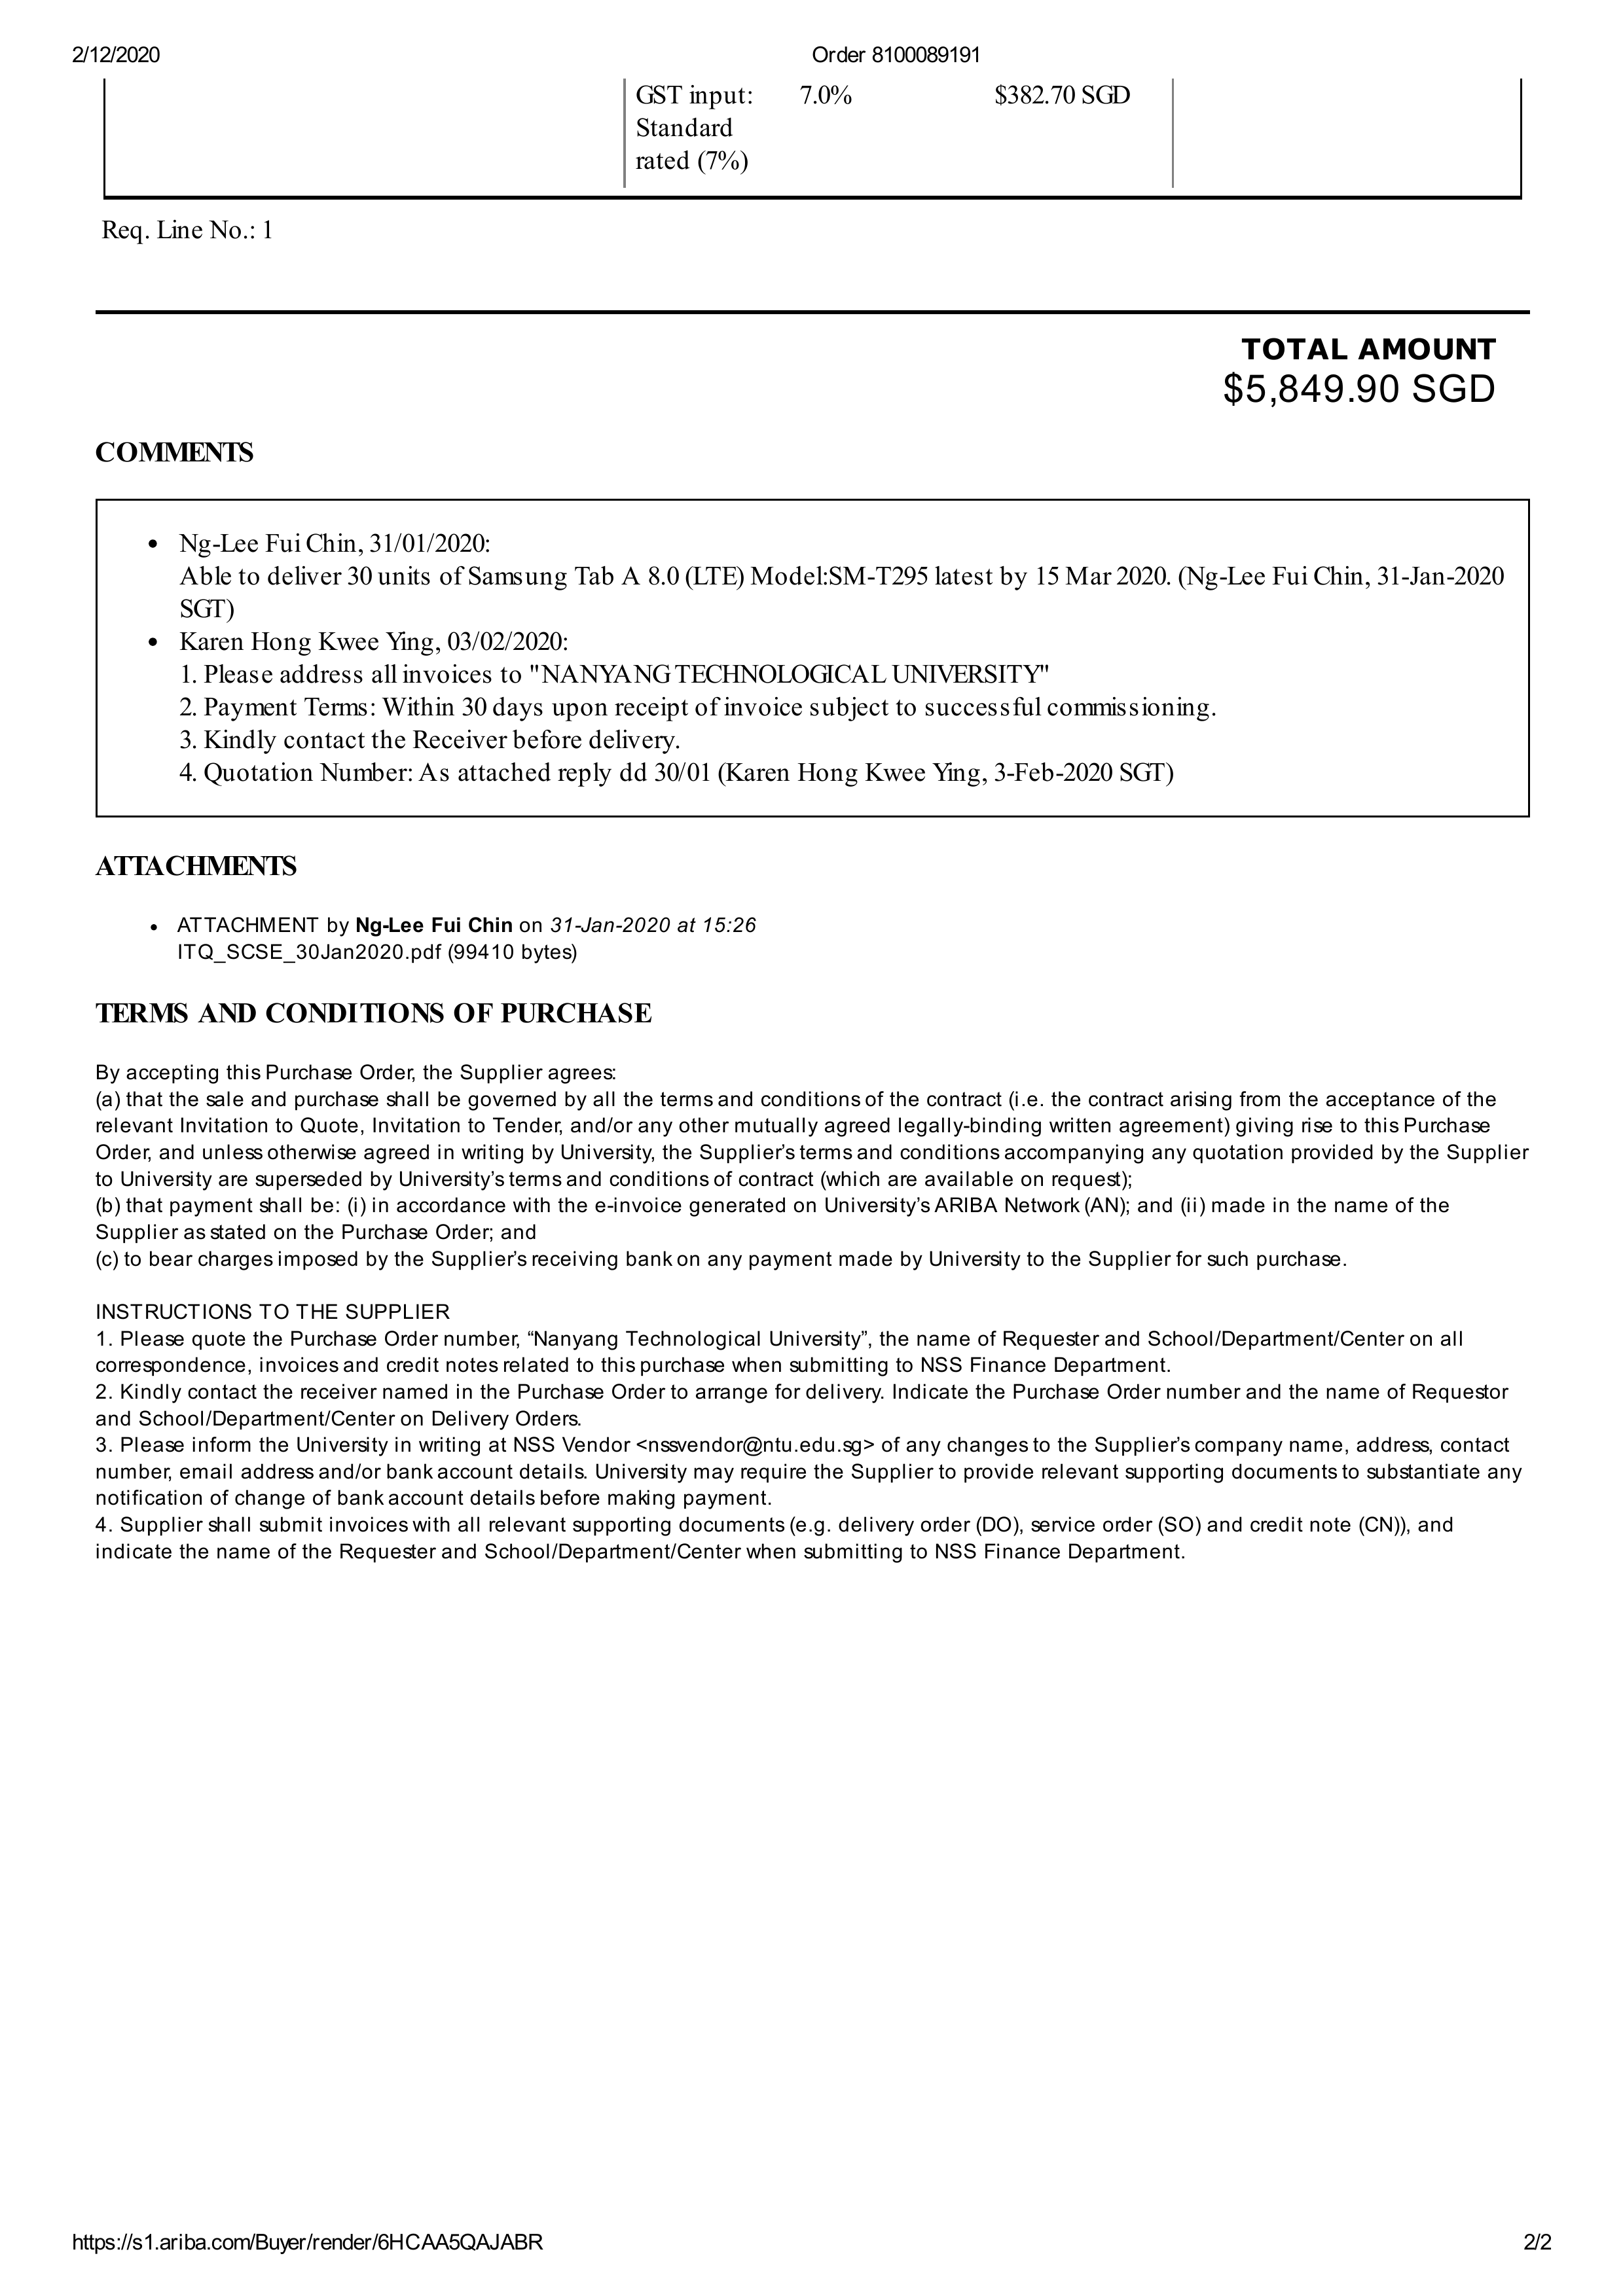 2/12/2020 Order 8100089191
GST input: 7.0% $382.70 SGD
Standard
rated (7%)
Req. Line No.: 1
TOTAL AMOUNT
$5,849.90 SGD
COMMENTS
• Ng-Lee Fui Chin, 31/01/2020:
Able to deliver 30 units of Samsung Tab A 8.0 (LTE) Model:SM-T295 latest by 15 Mar 2020. (Ng-Lee Fui Chin, 31-Jan-2020
SGT)
• Karen Hong Kwee Ying, 03/02/2020:
1. Please address all invoices to "NANYANG TECHNOLOGICAL UNIVERSITY"
2. Payment Terms: Within 30 days upon receipt of invoice subject to successful commissioning.
3. Kindly contact the Receiver before delivery.
4. Quotation Number: As attached reply dd 30/01 (Karen Hong Kwee Ying, 3-Feb-2020 SGT)
ATTACHMENTS
• ATTACHMENT by Ng-Lee Fui Chin on 31-Jan-2020 at 15:26
ITQ_SCSE_30Jan2020.pdf (99410 bytes)
TERMS AND CONDITIONS OF PURCHASE
By accepting this Purchase Order, the Supplier agrees:
(a) that the sale and purchase shall be governed by all the terms and conditions of the contract (i.e. the contract arising from the acceptance of the
relevant Invitation to Quote, Invitation to Tender, and/or any other mutually agreed legally-binding written agreement) giving rise to this Purchase
Order, and unless otherwise agreed in writing by University, the Supplier’s terms and conditions accompanying any quotation provided by the Supplier
to University are superseded by University’s terms and conditions of contract (which are available on request);
(b) that payment shall be: (i) in accordance with the e-invoice generated on University’s ARIBA Network (AN); and (ii) made in the name of the
Supplier as stated on the Purchase Order; and
(c) to bear charges imposed by the Supplier’s receiving bank on any payment made by University to the Supplier for such purchase.
INSTRUCTIONS TO THE SUPPLIER
1. Please quote the Purchase Order number, “Nanyang Technological University”, the name of Requester and School/Department/Center on all
correspondence, invoices and credit notes related to this purchase when submitting to NSS Finance Department.
2. Kindly contact the receiver named in the Purchase Order to arrange for delivery. Indicate the Purchase Order number and the name of Requestor
and School/Department/Center on Delivery Orders.
3. Please inform the University in writing at NSS Vendor <nssvendor@ntu.edu.sg> of any changes to the Supplier’s company name, address, contact
number, email address and/or bank account details. University may require the Supplier to provide relevant supporting documents to substantiate any
notification of change of bank account details before making payment.
4. Supplier shall submit invoices with all relevant supporting documents (e.g. delivery order (DO), service order (SO) and credit note (CN)), and
indicate the name of the Requester and School/Department/Center when submitting to NSS Finance Department.
https://s1.ariba.com/Buyer/render/6HCAA5QAJABR 2/2